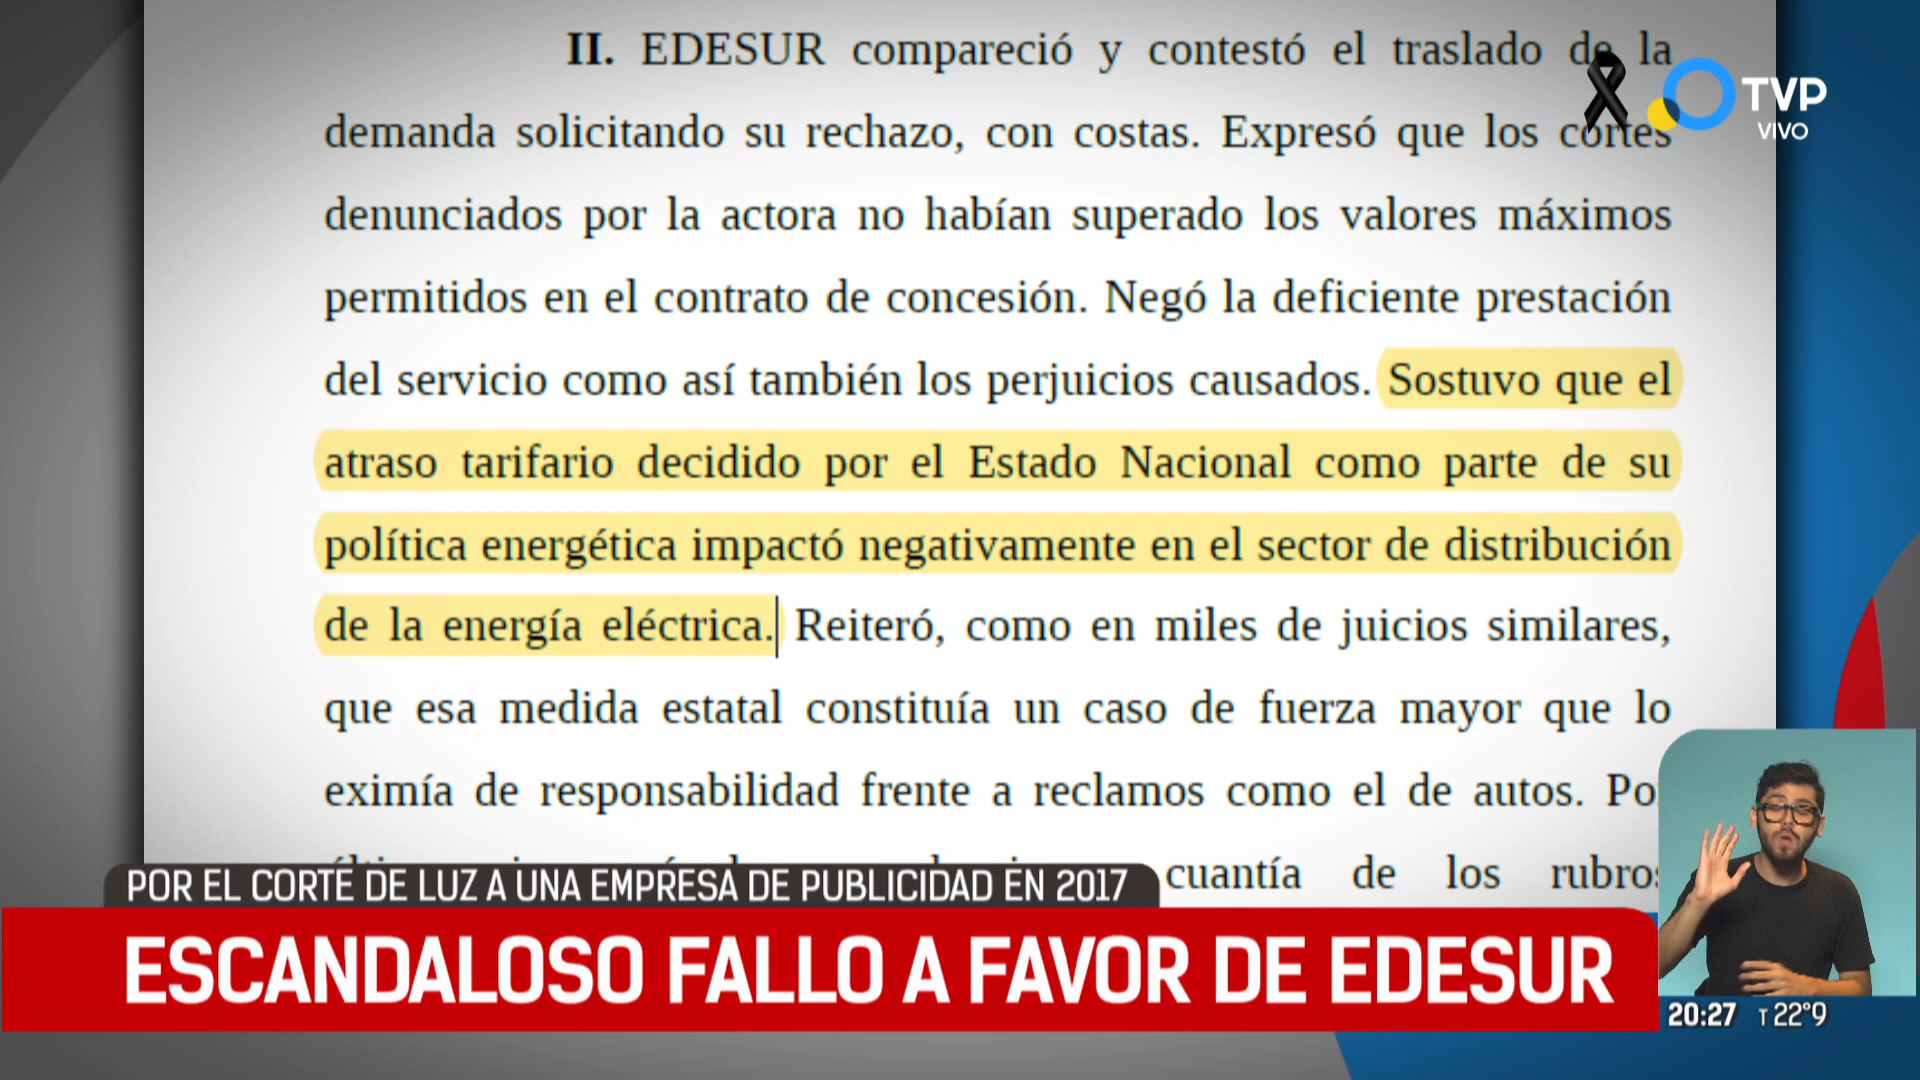 II. EDESUR compareció y contestó el traslado de la
demanda solicitando su rechazo, con costas. Expresó que los cortes
denunciados por la actora no habían superado los valores máximos
permitidos en el contrato de concesión. Negó la deficiente prestación
del servicio como así también los perjuicios causados. Sostuvo que el
atraso tarifario decidido por el Estado Nacional como parte de su
política energética impactó negativamente en el sector de distribución
de la energía eléctrica. Reiteró, como en miles de juicios similares,
que esa medida estatal constituía un caso de fuerza mayor que lo
eximía de responsabilidad frente a reclamos como el de autos. Por
cuantía de los rubros
TVP
VIVO
POR EL CORTE DE LUZ A UNA EMPRESA DE PUBLICIDAD EN 2017
ESCANDALOSO FALLO A FAVOR DE EDESUR
20:27 T 22°9